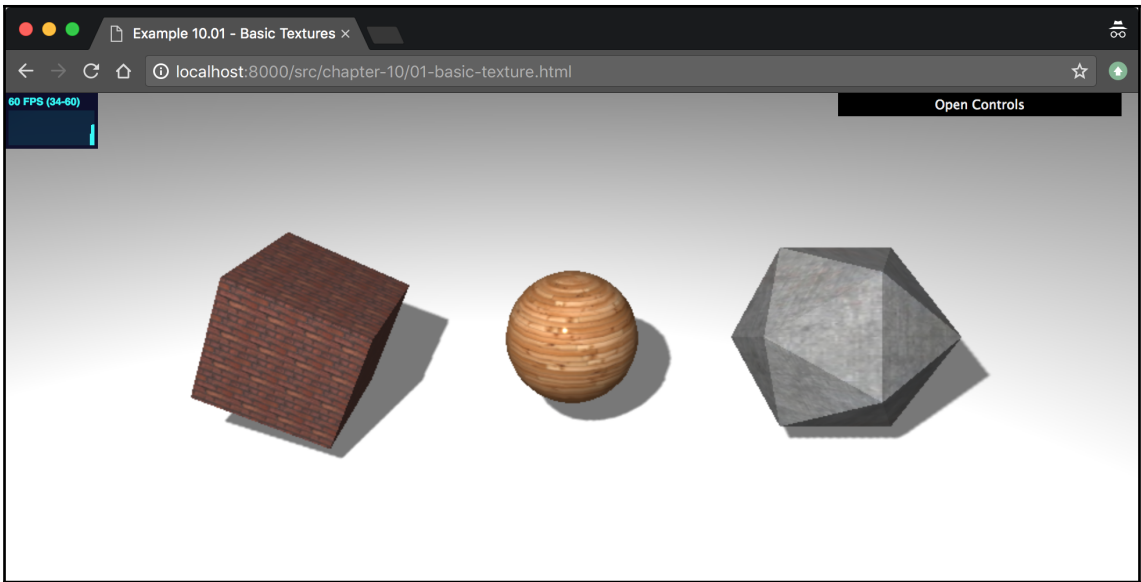 Example 10.01 - Basic Textures
localhost:8000/src/chapter-10/01-basic-texture.html
60 FPS (34-60)
Open Controls